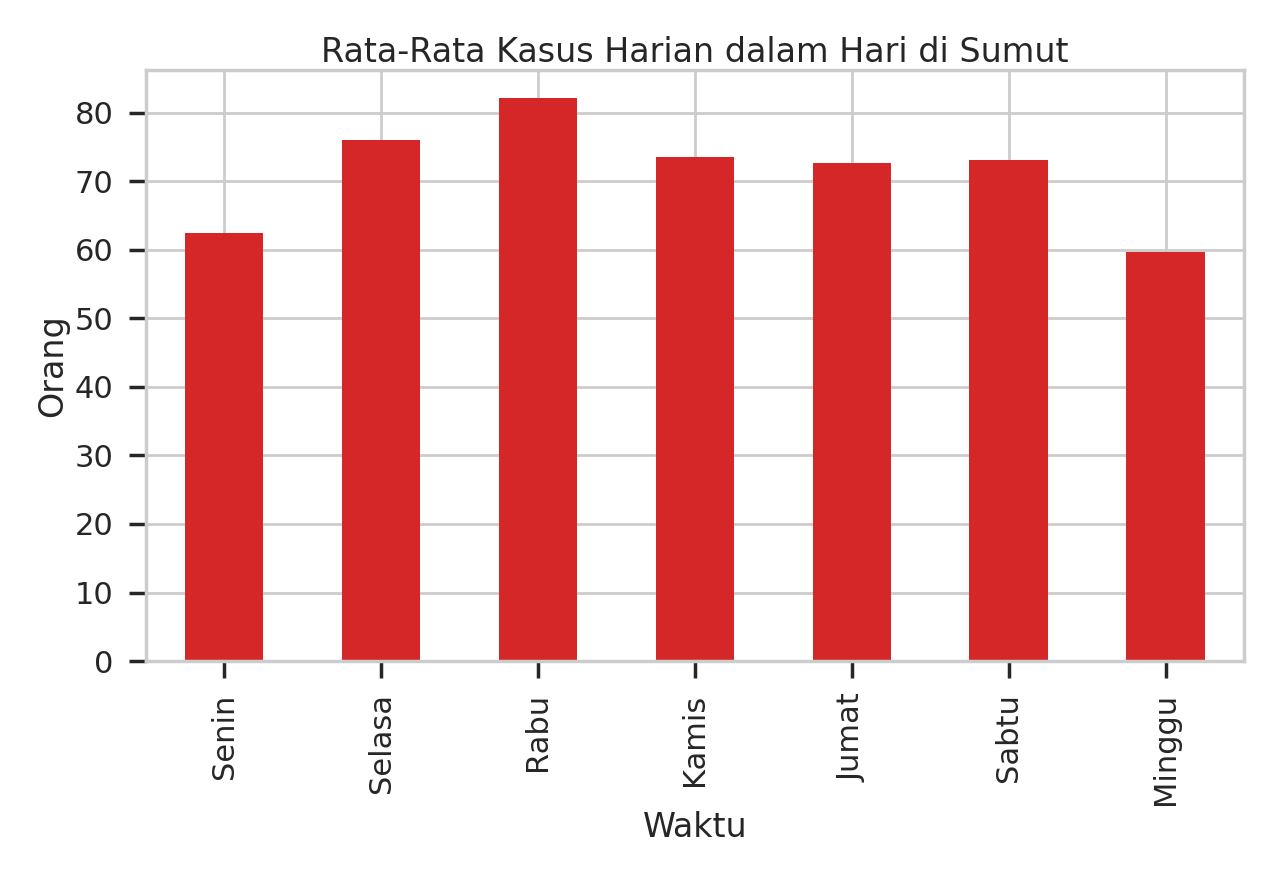 Rata-Rata Kasus Harian dalam Hari di Sumut
80
70
60
50
40
30
20
10
0
Orang
Senin
Selasa
Rabu
Kamis
Jumat
Sabtu
Minggu
Waktu